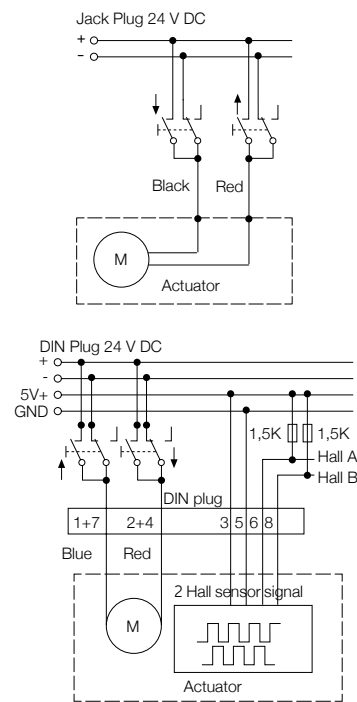 Jack Plug 24 V DC
+
-
Black Red
M
Actuator
DIN Plug 24 V DC
+
-
5V+
GND
1,5K 1,5K
Hall A
Hall B
DIN plug
1+7 2+4 3 5 6 8
Blue Red
2 Hall sensor signal
M
Actuator